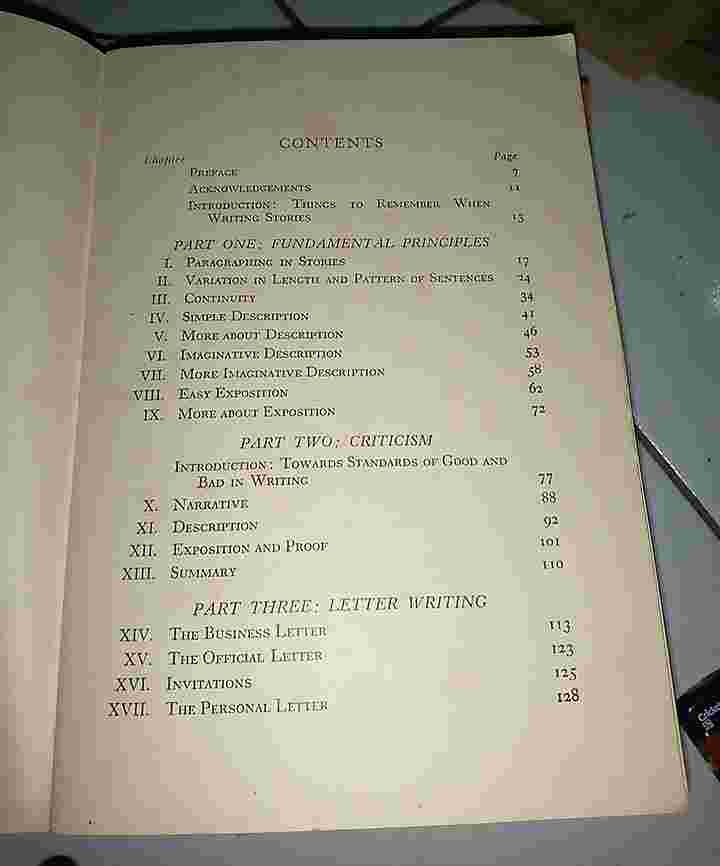 CONTENTS
Chapter Page
Preface 7
Acknowledgements 11
Introduction: Things to Remember When
Writing Stories 13
PART ONE: FUNDAMENTAL PRINCIPLES
I. Paragraphing in Stories 17
II. Variation in Length and Pattern of Sentences 24
III. Continuity 34
IV. Simple Description 41
V. More about Description 46
VI. Imaginative Description 53
VII. More Imaginative Description 58
VIII. Easy Exposition 62
IX. More about Exposition 72
PART TWO: CRITICISM
Introduction: Towards Standards of Good and
Bad in Writing 77
X. Narrative 88
XI. Description 92
XII. Exposition and Proof 101
XIII. Summary 110
PART THREE: LETTER WRITING
XIV. The Business Letter 113
XV. The Official Letter 123
XVI. Invitations 125
XVII. The Personal Letter 128